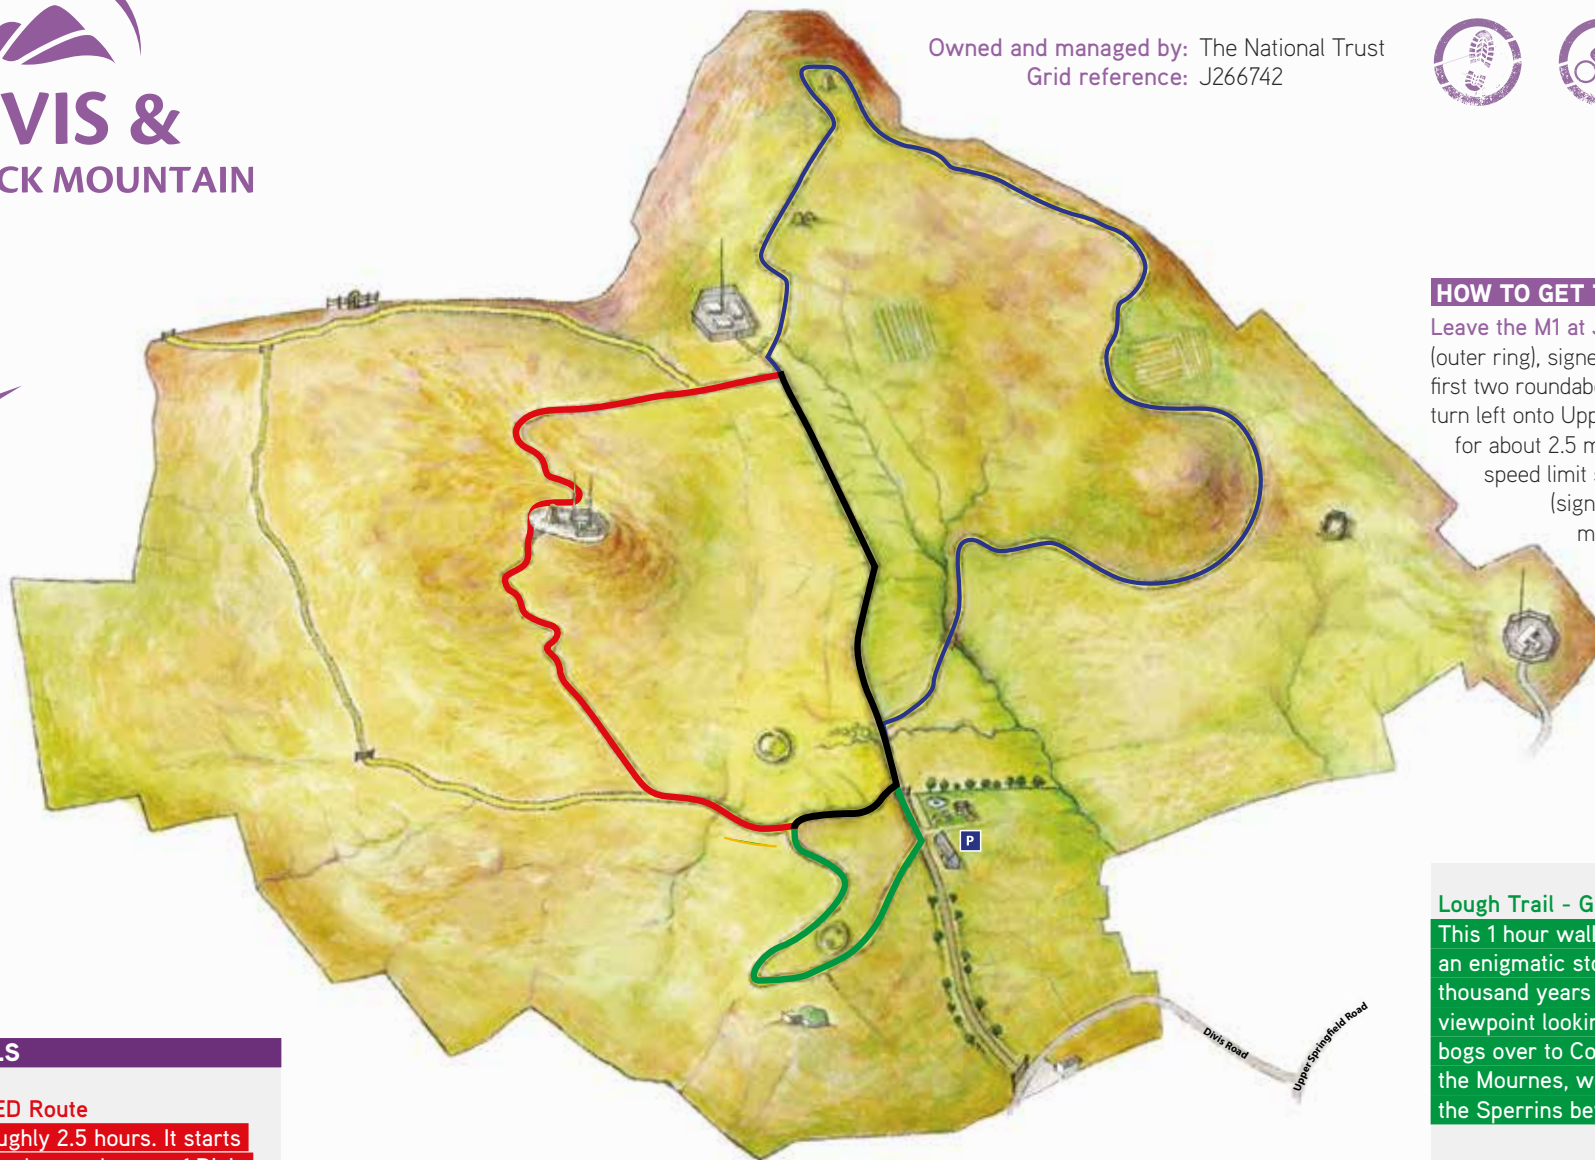 VIS &
CK MOUNTAIN
Owned and managed by: The National Trust
Grid reference: J266742
HOW TO GET
Leave the M1 at
(outer ring), signe
first two roundab
turn left onto Upp
for about 2.5 m
speed limit
(sign
m
P
Divis Road
Upper Springfield Road
LS
ED Route
ughly 2.5 hours. It starts
Lough Trail - G
This 1 hour wal
an enigmatic sto
thousand years
viewpoint lookin
bogs over to Co
the Mournes, w
the Sperrins be